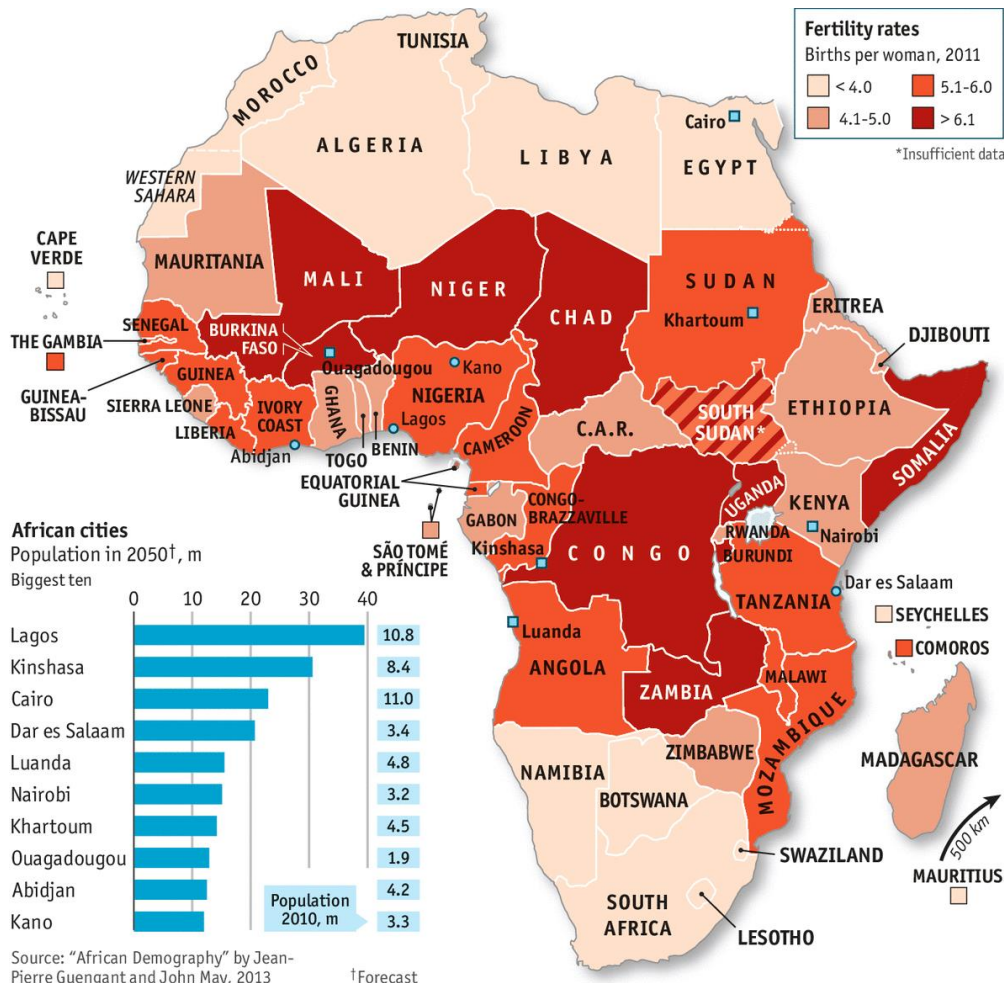 Fertility rates
Births per woman, 2011
< 4.0
5.1-6.0
4.1-5.0
> 6.1
*Insufficient data
TUNISIA
MOROCCO
ALGERIA
LIBYA
Cairo
EGYPT
WESTERN
SAHARA
CAPE
VERDE
MAURITANIA
MALI
NIGER
CHAD
SUDAN
Khartoum
ERITREA
DJIBOUTI
SENEGAL
THE GAMBIA
BURKINA
FASO
Ouagadougou
Kano
GUINEA-
BISSAU
GUINEA
NIGERIA
SIERRA LEONE
IVORY
COAST
GHANA
LIBERIA
Abidjan
TOGO
BENIN
Lagos
CAMEROON
C.A.R.
SOUTH
SUDAN*
ETHIOPIA
SOMALIA
EQUATORIAL
GUINEA
SÃO TOMÉ
& PRÍNCIPE
GABON
CONGO-
BRAZZAVILLE
Kinshasa
CONGO
UGANDA
KENYA
Nairobi
RWANDA
BURUNDI
TANZANIA
Dar es Salaam
SEYCHELLES
COMOROS
Luanda
ANGOLA
ZAMBIA
MALAWI
MOZAMBIQUE
ZIMBABWE
MADAGASCAR
NAMIBIA
BOTSWANA
SWAZILAND
SOUTH
AFRICA
LESOTHO
500 km
MAURITIUS
African cities
Population in 2050†, m
Biggest ten
0 10 20 30 40
Lagos 10.8
Kinshasa 8.4
Cairo 11.0
Dar es Salaam 3.4
Luanda 4.8
Nairobi 3.2
Khartoum 4.5
Ouagadougou 1.9
Abidjan 4.2
Kano 3.3
Population
2010, m
Source: "African Demography" by Jean-
Pierre Guengant and John May, 2013
†Forecast